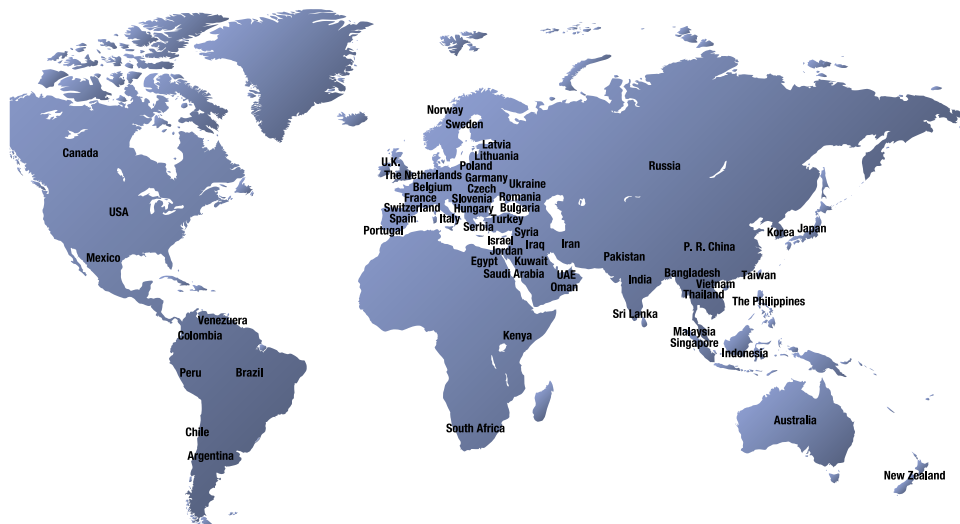 Norway
Sweden
Canada
Latvia
Lithuania
U.K.
Poland
Russia
The Netherlands
Garmany
Belgium
Czech
Ukraine
France
Slovenia
Romania
USA
Switzerland
Hungary
Bulgaria
Spain
Italy
Turkey
Portugal
Serbia
Syria
Korea
Japan
Israel
Iraq
Iran
P. R. China
Jordan
Mexico
Egypt
Kuwait
Pakistan
Saudi Arabia
UAE
India
Bangladesh
Taiwan
Oman
Vietnam
Thailand
The Philippines
Sri Lanka
Venezuera
Colombia
Kenya
Malaysia
Singapore
Indonesia
Peru
Brazil
Chile
South Africa
Australia
Argentina
New Zealand